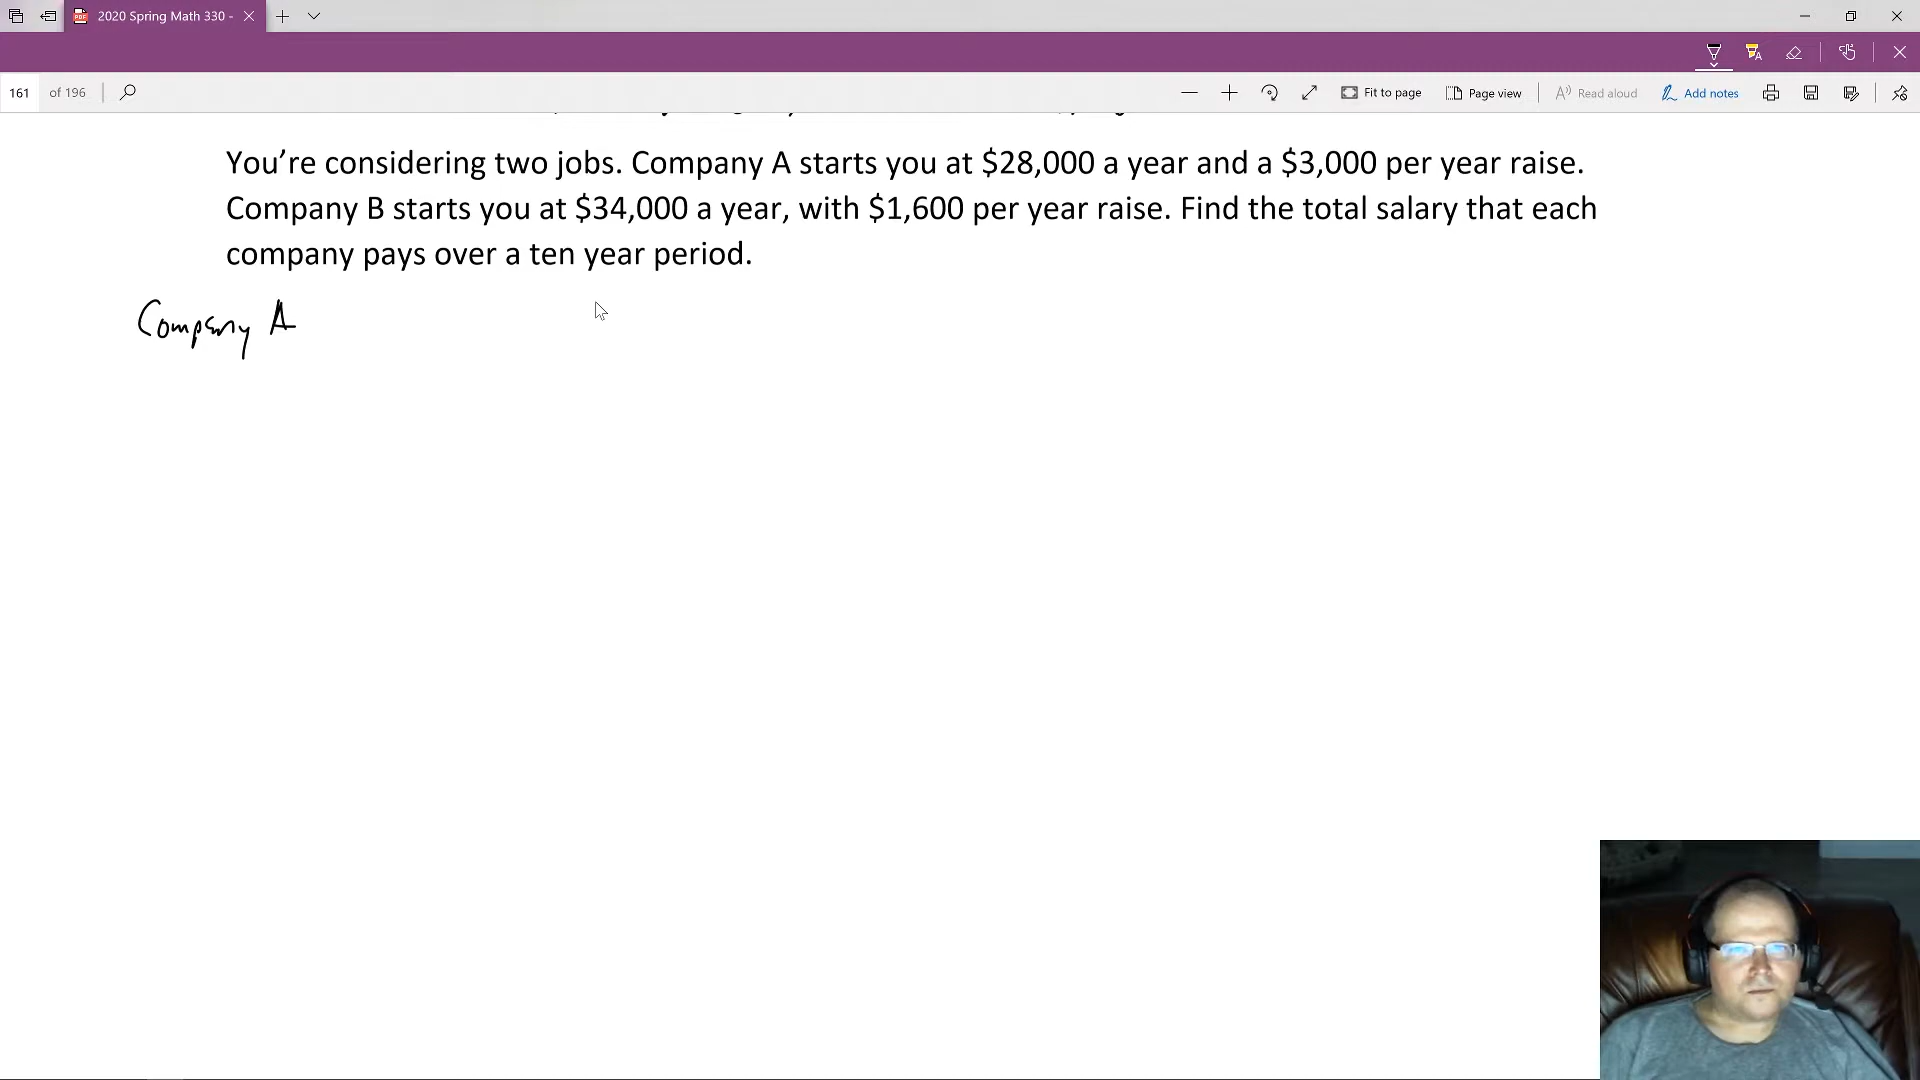 2020 Spring Math 330 -
161 of 196
Fit to page
Page view
Read aloud
Add notes
You’re considering two jobs. Company A starts you at $28,000 a year and a $3,000 per year raise.
Company B starts you at $34,000 a year, with $1,600 per year raise. Find the total salary that each
company pays over a ten year period.
Company A